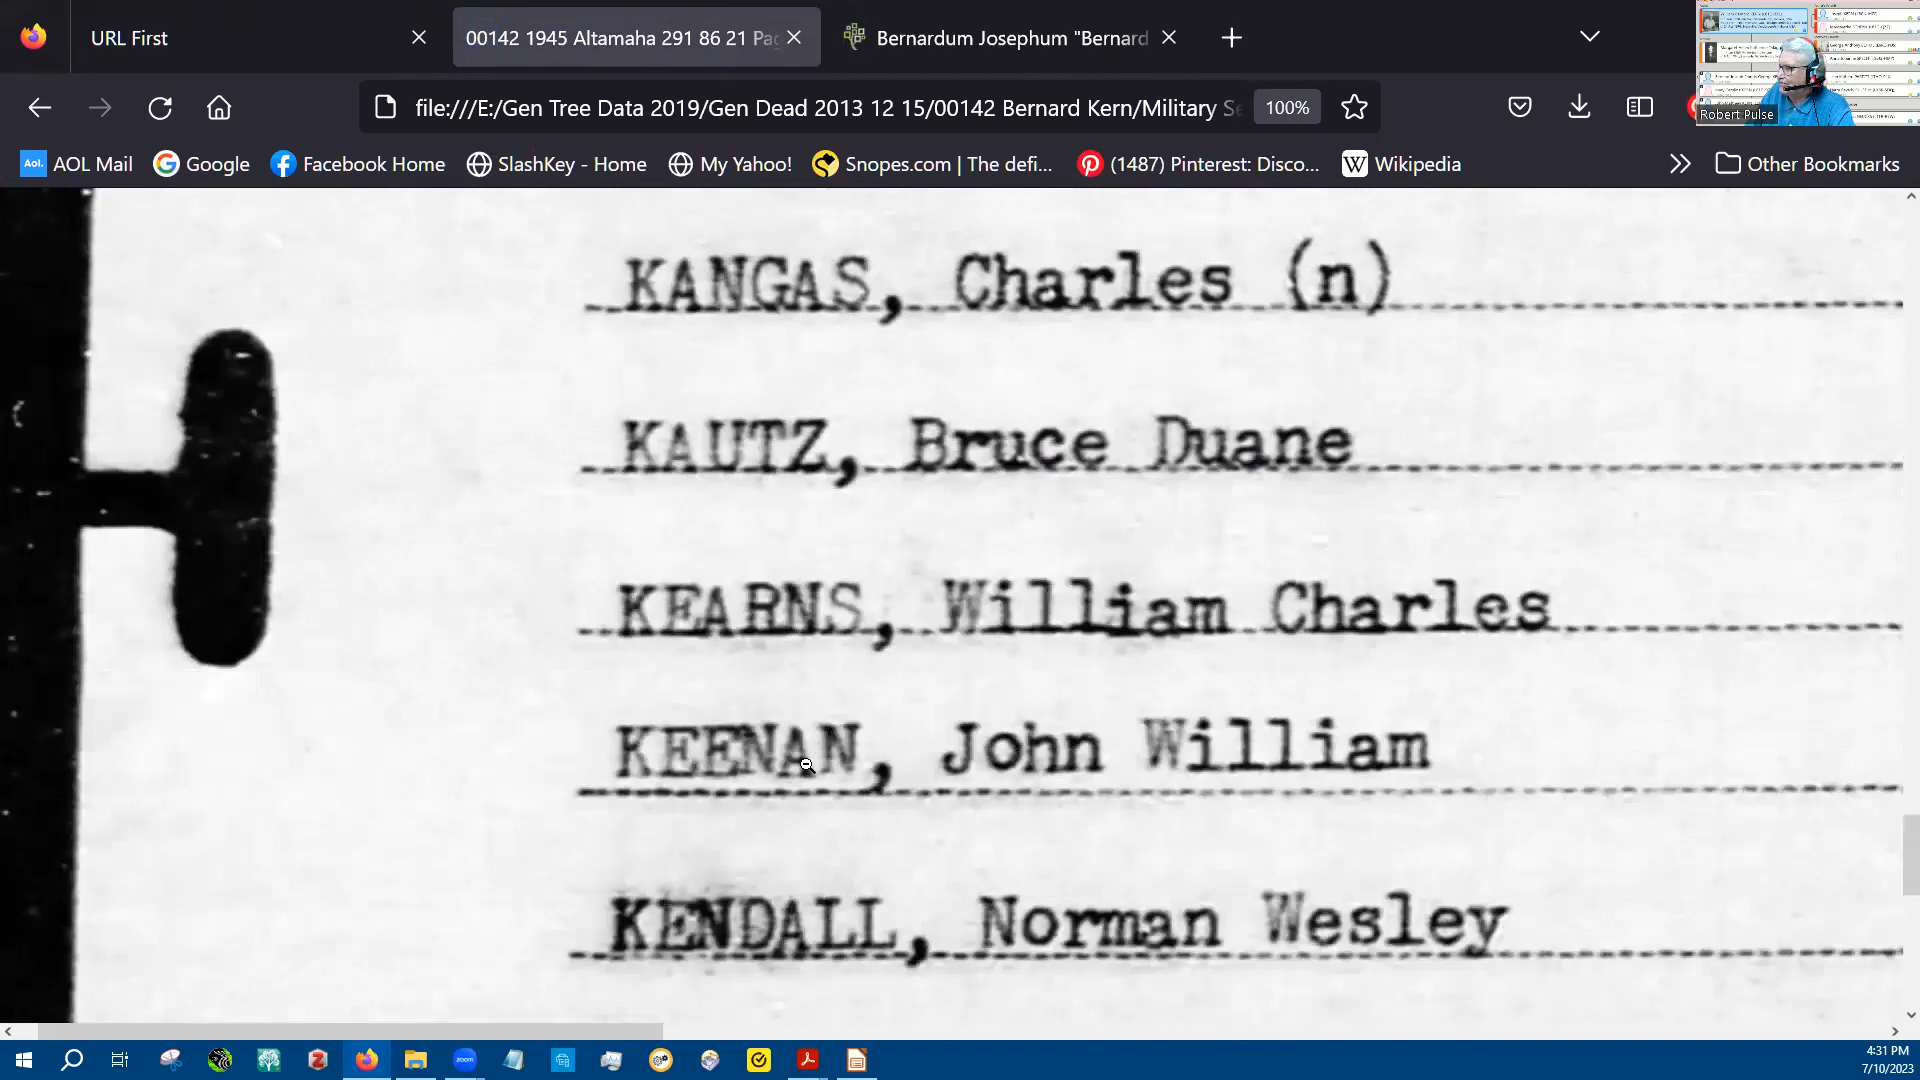 URL First
00142 1945 Altamaha 291 86 21 Pa
Bernardum Josephum "Bernard
file:///E:/Gen Tree Data 2019/Gen Dead 2013 12 15/00142 Bernard Kern/Military Se
100%
Robert Pulse
Aol.
AOL Mail
Google
Facebook Home
SlashKey - Home
My Yahoo!
Snopes.com | The defi...
(1487) Pinterest: Disco...
W
Wikipedia
Other Bookmarks
KANGAS, Charles (n)
KAUTZ, Bruce Duane
KEARNS, William Charles
KEENAN, John William
KENDALL, Norman Wesley
zoom
4:31 PM
7/10/2023